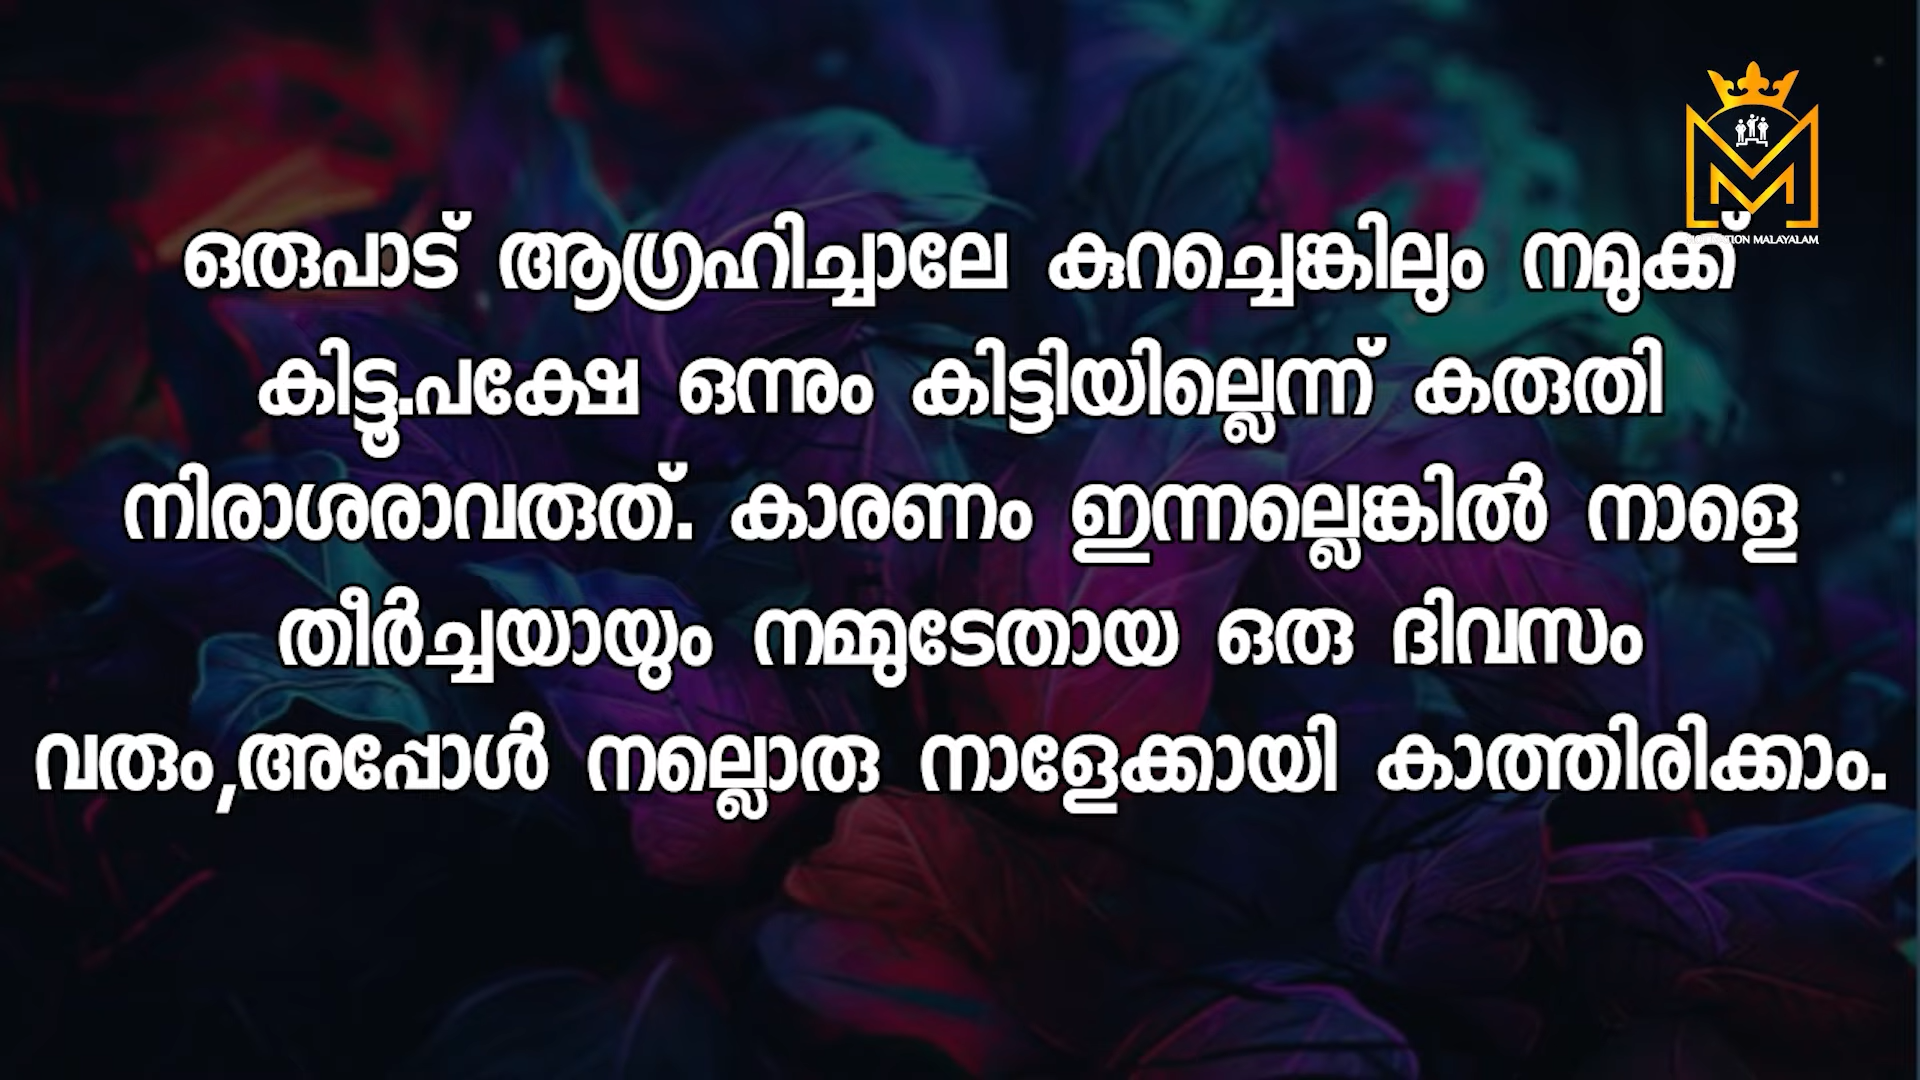 ഒരുപാട് ആഗ്രഹിച്ചാലേ കുറച്ചെങ്കിലും നമുക്ക്
കിട്ടൂ.പക്ഷേ ഒന്നും കിട്ടിയില്ലെന്ന് കരുതി
നിരാശരാവരുത്. കാരണം ഇന്നല്ലെങ്കിൽ നാളെ
തീർച്ചയായും നമ്മുടേതായ ഒരു ദിവസം
വരും,അപ്പോൾ നല്ലൊരു നാളേക്കായി കാത്തിരിക്കാം.
MALAYALAM